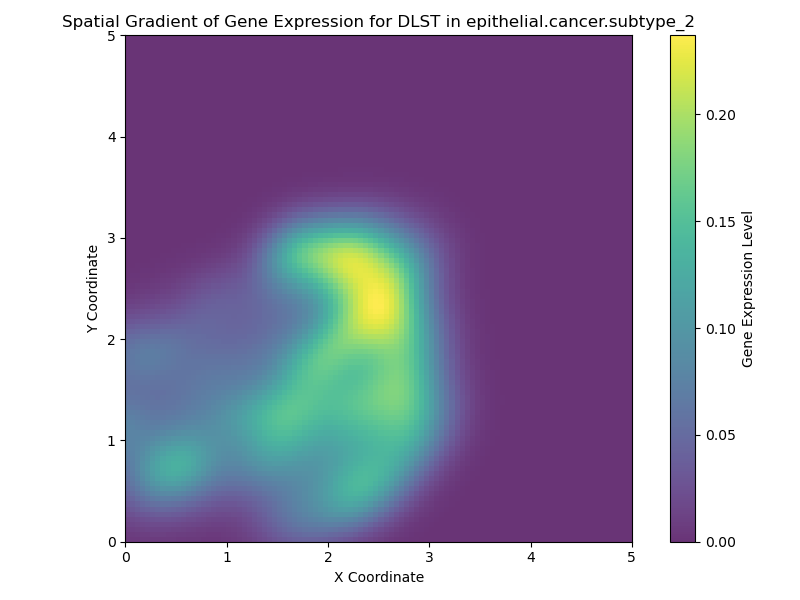 Spatial Gradient of Gene Expression for DLST in epithelial.cancer.subtype_2
5
4
3
2
1
0
0 1 2 3 4 5
X Coordinate
Y Coordinate
0.20
0.15
0.10
0.05
0.00
Gene Expression Level